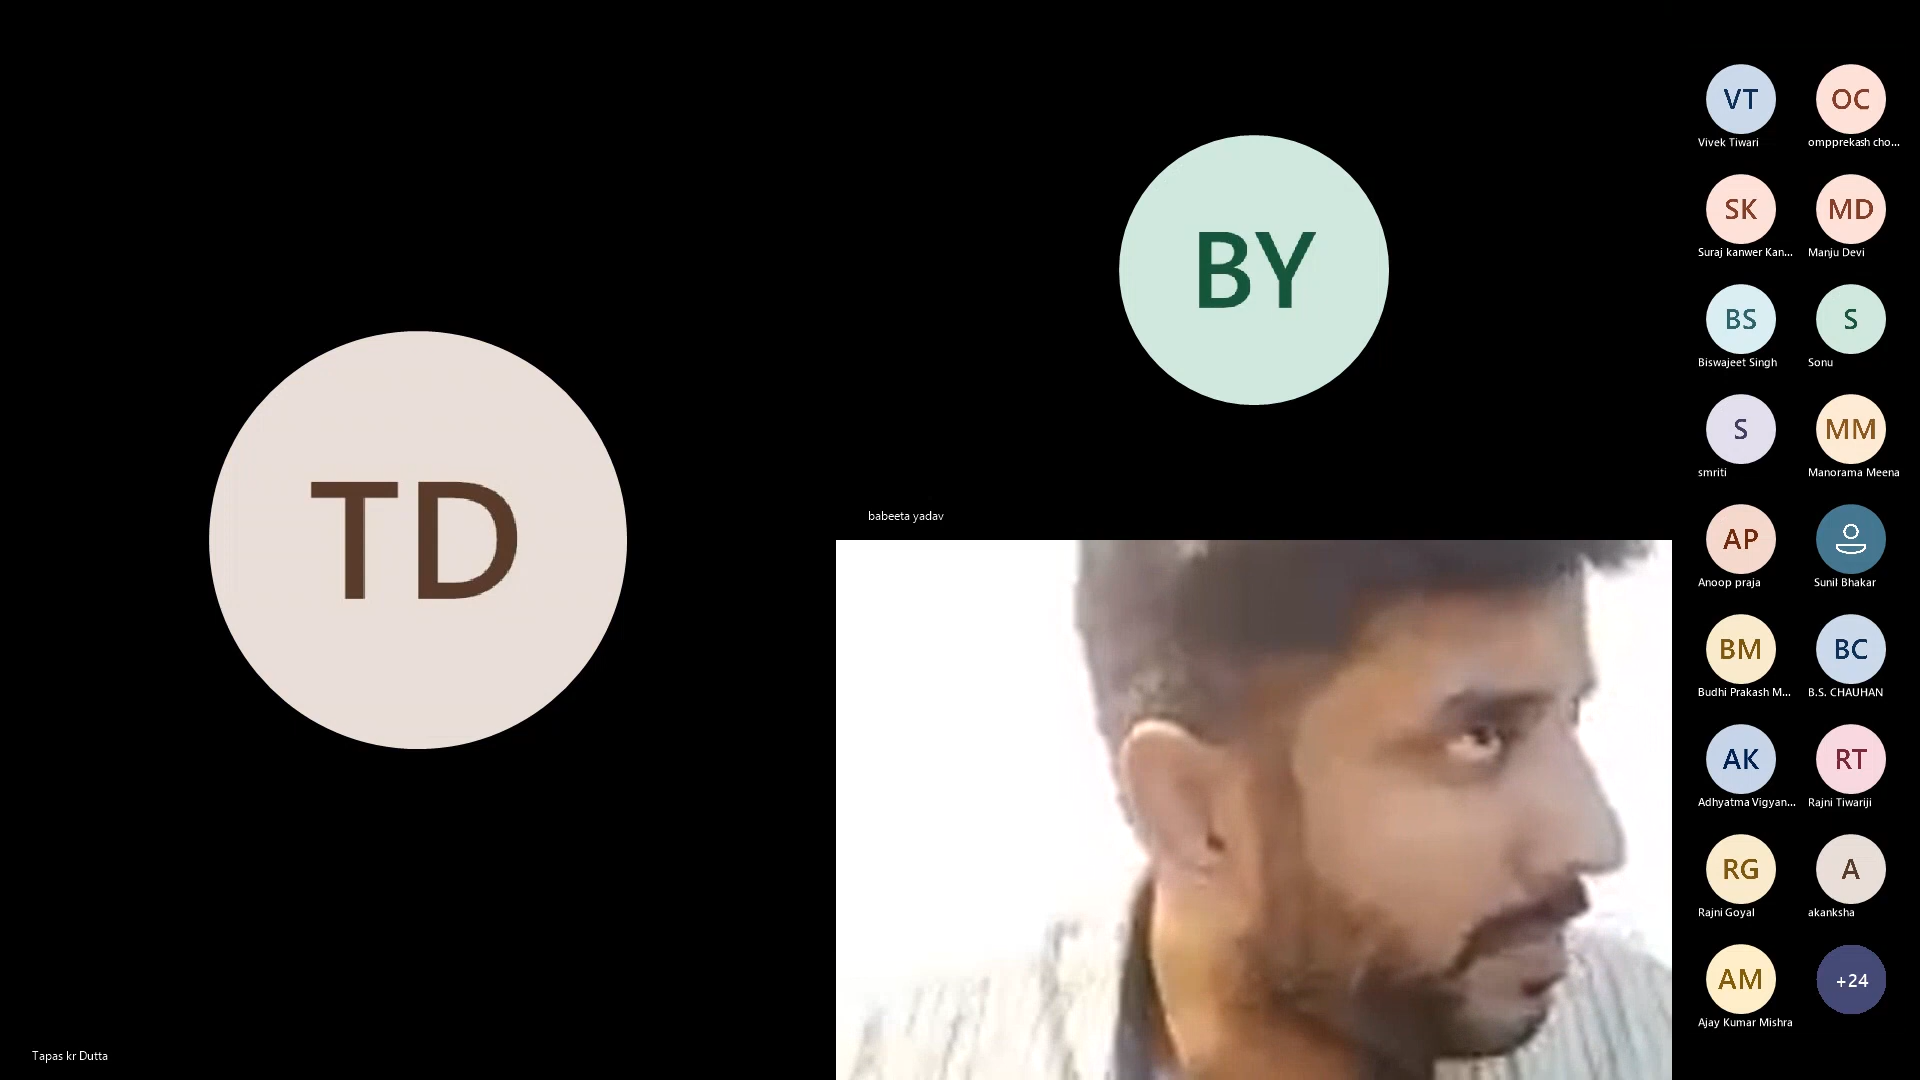 TD
Tapas kr Dutta
BY
babeeta yadav
VT
Vivek Tiwari
OC
ompprekash cho...
SK
Suraj kanwer Kan...
MD
Manju Devi
BS
Biswajeet Singh
S
Sonu
S
smriti
MM
Manorama Meena
AP
Anoop praja
Sunil Bhakar
BM
Budhi Prakash M...
BC
B.S. CHAUHAN
AK
Adhyatma Vigyan...
RT
Rajni Tiwariji
RG
Rajni Goyal
A
akanksha
AM
Ajay Kumar Mishra
+24